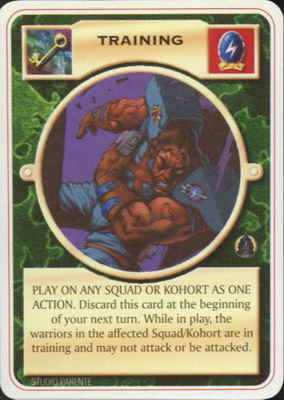 TRAINING
PLAY ON ANY SQUAD OR KOHORT AS ONE
ACTION. Discard this card at the beginning
of your next turn. While in play, the
warriors in the affected Squad/Kohort are in
training and may not attack or be attacked.
STUDIO PARENTE